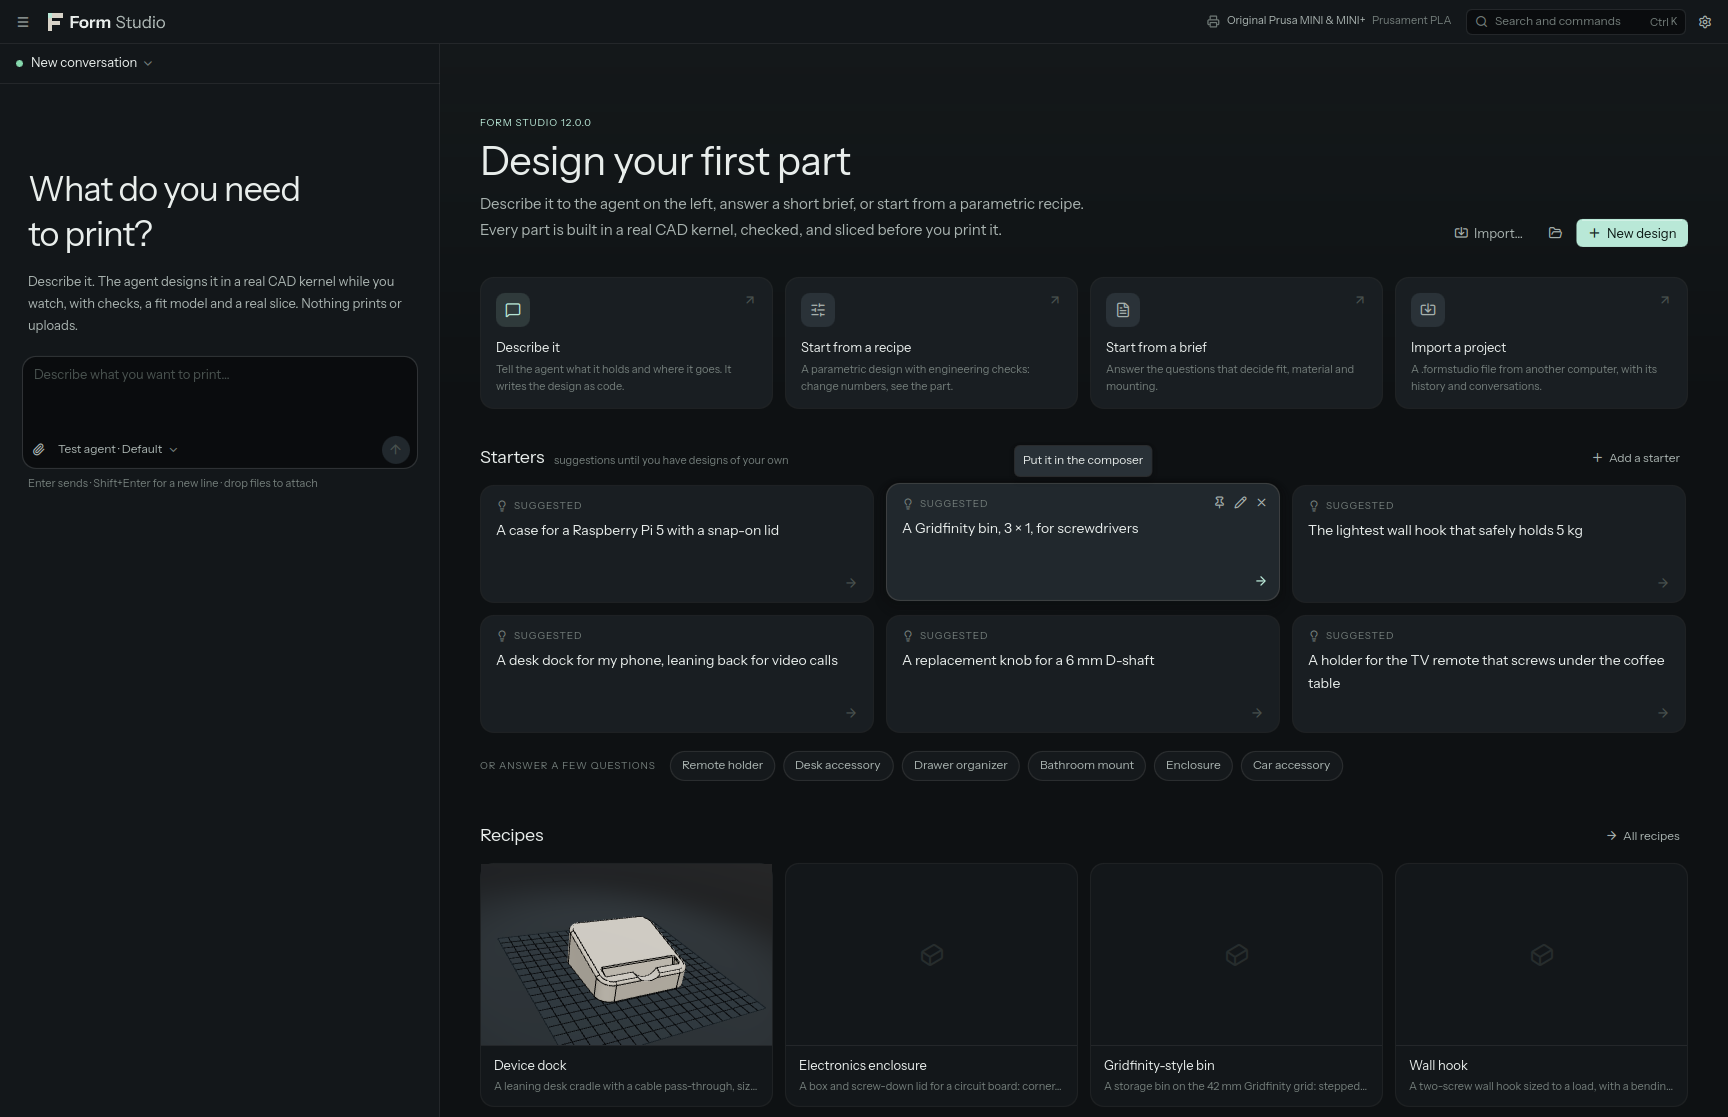 Form Studio
Original Prusa MINI & MINI+ Prusament PLA
Search and commands Ctrl K
New conversation
What do you need
to print?
Describe it. The agent designs it in a real CAD kernel while you
watch, with checks, a fit model and a real slice. Nothing prints or
uploads.
Describe what you want to print...
Test agent · Default
Enter sends · Shift+Enter for a new line · drop files to attach
FORM STUDIO 12.0.0
Design your first part
Describe it to the agent on the left, answer a short brief, or start from a parametric recipe.
Every part is built in a real CAD kernel, checked, and sliced before you print it.
Import...
New design
Describe it
Tell the agent what it holds and where it goes. It
writes the design as code.
Start from a recipe
A parametric design with engineering checks:
change numbers, see the part.
Start from a brief
Answer the questions that decide fit, material and
mounting.
Import a project
A .formstudio file from another computer, with its
history and conversations.
Starters suggestions until you have designs of your own
Put it in the composer
Add a starter
SUGGESTED
A case for a Raspberry Pi 5 with a snap-on lid
SUGGESTED
A Gridfinity bin, 3 × 1, for screwdrivers
SUGGESTED
The lightest wall hook that safely holds 5 kg
SUGGESTED
A desk dock for my phone, leaning back for video calls
SUGGESTED
A replacement knob for a 6 mm D-shaft
SUGGESTED
A holder for the TV remote that screws under the coffee
table
OR ANSWER A FEW QUESTIONS
Remote holder
Desk accessory
Drawer organizer
Bathroom mount
Enclosure
Car accessory
Recipes
All recipes
Device dock
A leaning desk cradle with a cable pass-through, siz...
Electronics enclosure
A box and screw-down lid for a circuit board: corner...
Gridfinity-style bin
A storage bin on the 42 mm Gridfinity grid: stepped...
Wall hook
A two-screw wall hook sized to a load, with a bendin...